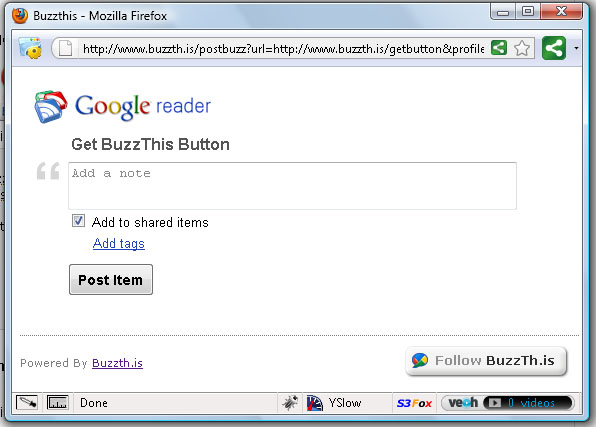 Buzzthis - Mozilla Firefox
http://www.buzzth.is/postbuzz?url=http://www.buzzth.is/getbutton&profile
Google reader
Get BuzzThis Button
Add a note
Add to shared items
Add tags
Post Item
Powered By Buzzth.is
Follow BuzzTh.is
Done
YSlow
S3Fox
veoh
0 videos